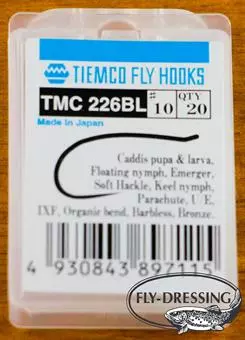 TIEMCO FLY HOOKS
TMC 226BL # 10 QTY 20
Made in Japan
Caddis pupa & larva,
Floating nymph, Emerger,
Soft Hackle, Keel nymph,
Parachute, U/E,
1XF, Organic bend, Barbless, Bronze.
4 930843 897115
FLY-DRESSING